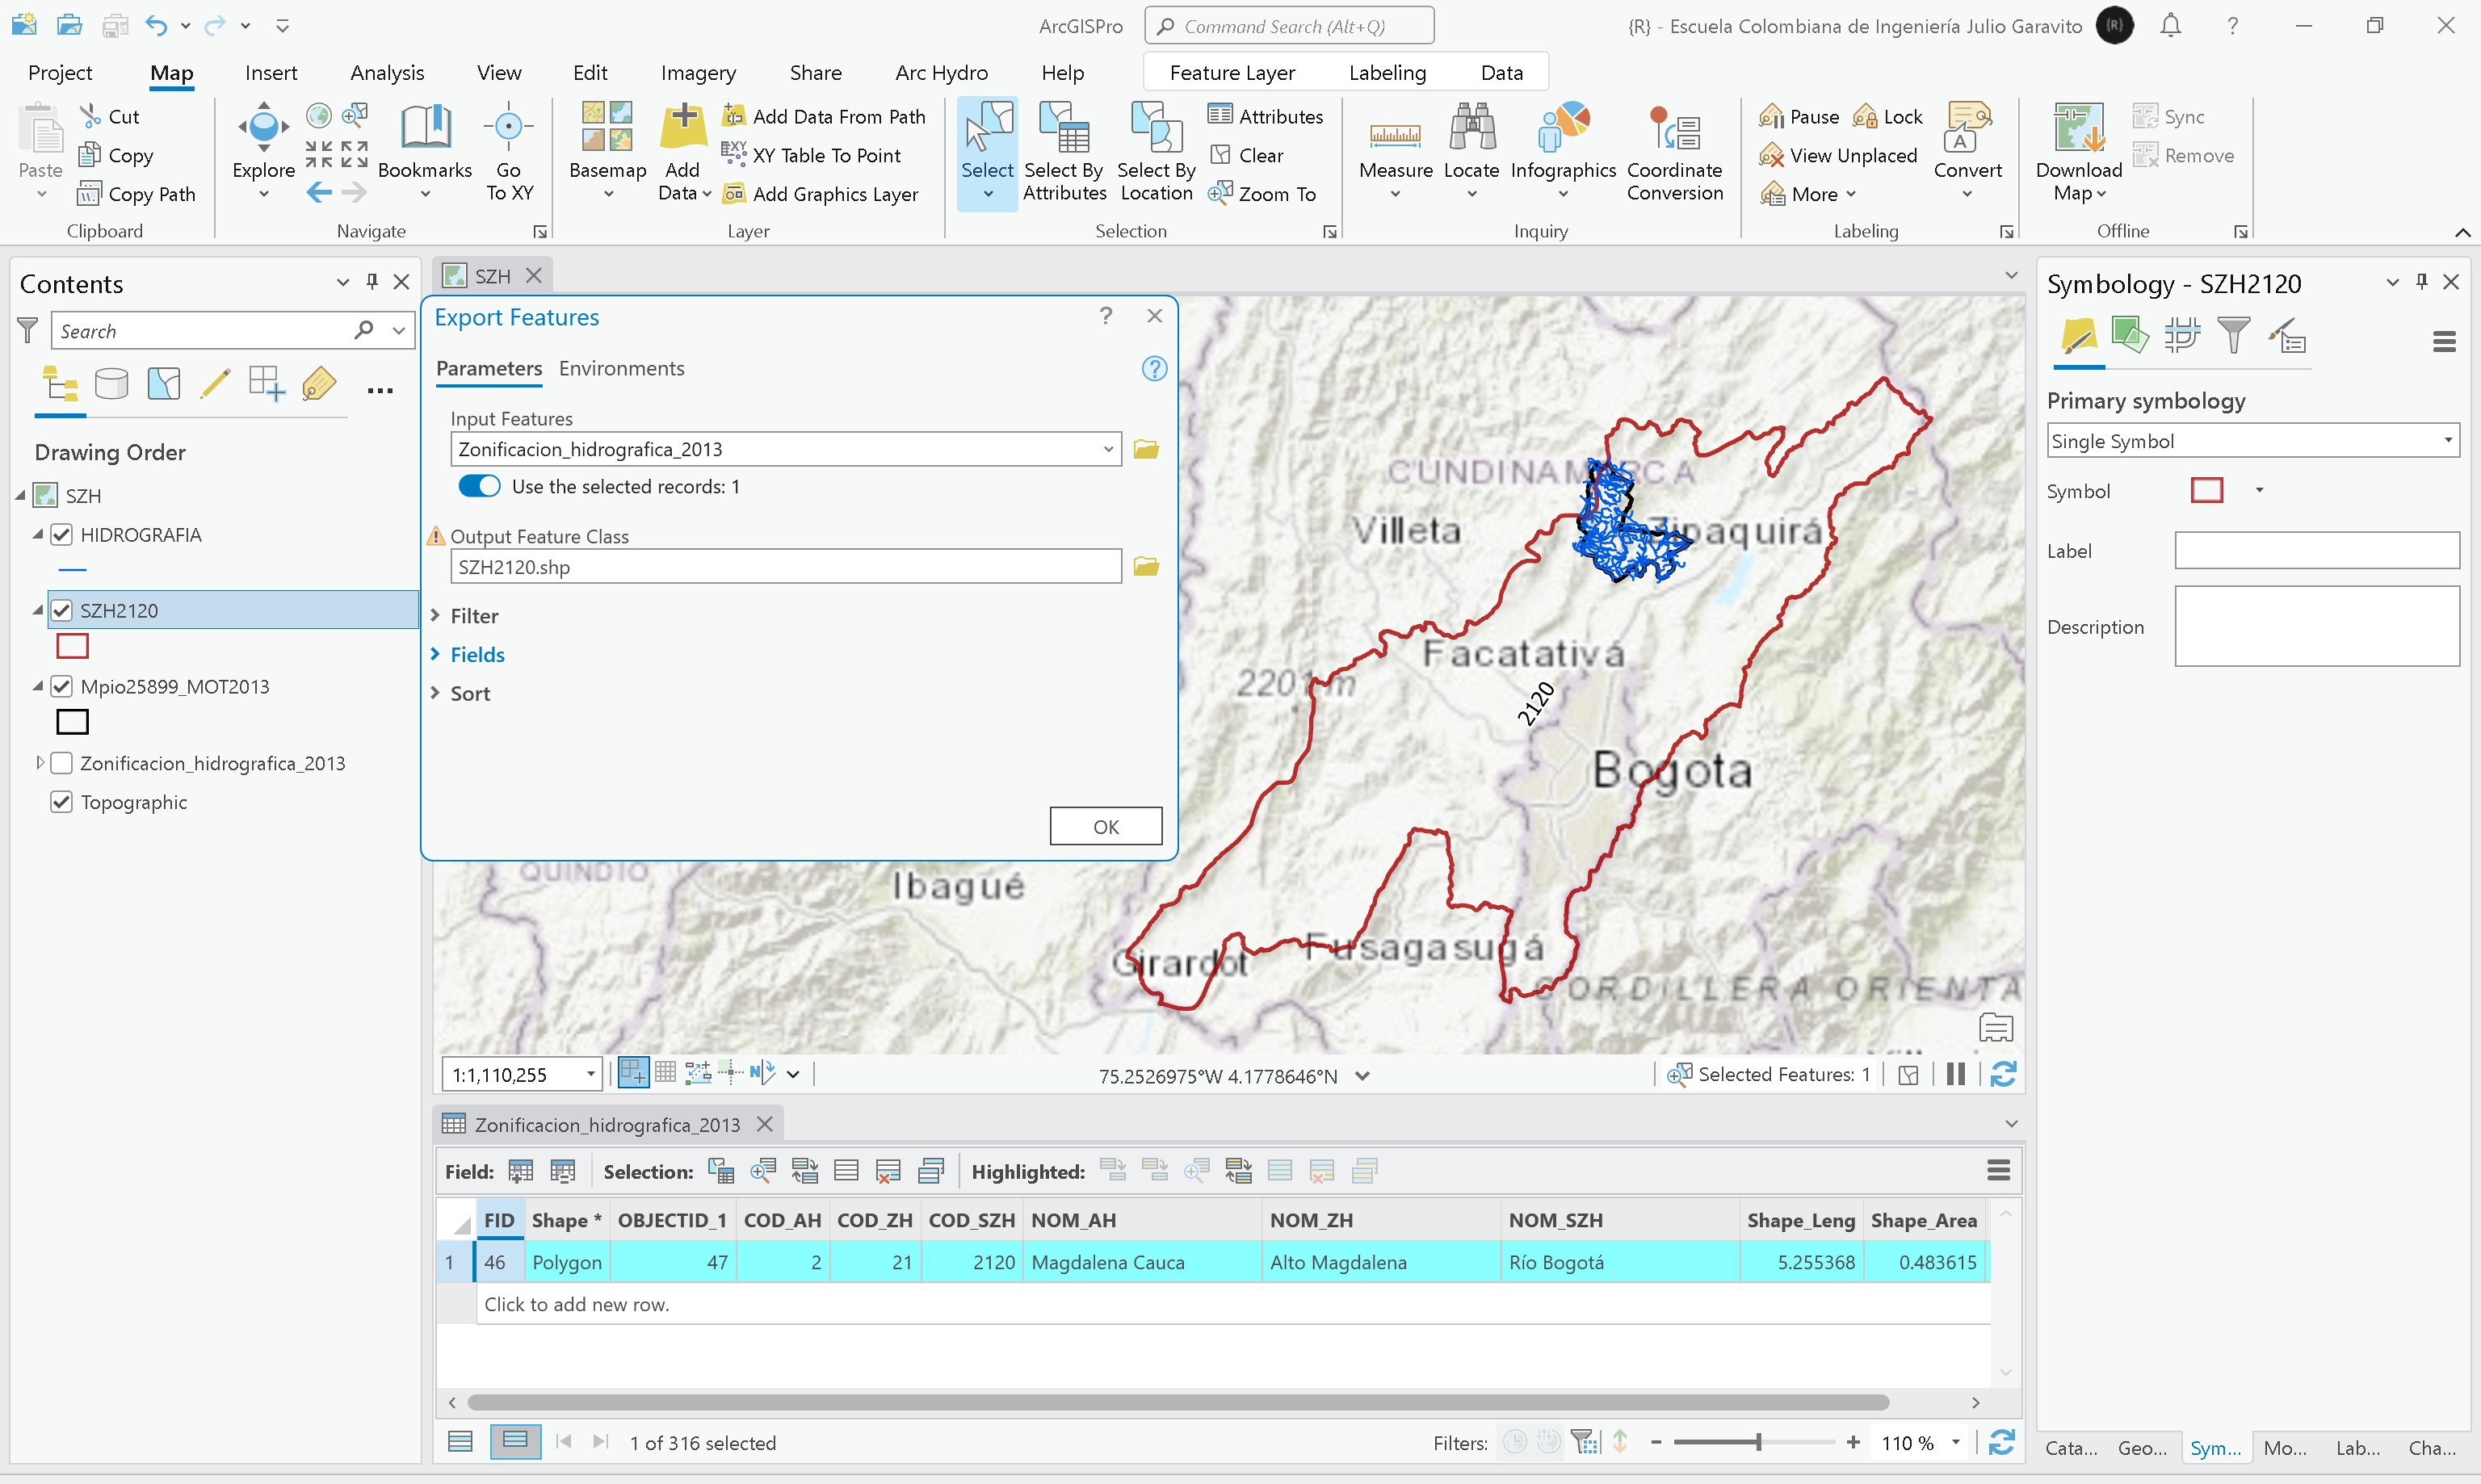 ArcGISPro
Command Search (Alt+Q)
{R} - Escuela Colombiana de Ingeniería Julio Garavito
{R}
?
Project
Map
Insert
Analysis
View
Edit
Imagery
Share
Arc Hydro
Help
Feature Layer
Labeling
Data
Paste
Cut
Copy
Copy Path
Clipboard
Explore
Bookmarks
Go
To XY
Navigate
Basemap
Add
Data
Add Data From Path
XY Table To Point
Add Graphics Layer
Layer
Select
Select By
Attributes
Select By
Location
Attributes
Clear
Zoom To
Selection
Measure
Locate
Infographics
Coordinate
Conversion
Inquiry
Pause
Lock
View Unplaced
More
Convert
Labeling
Download
Map
Sync
Remove
Offline
Contents
Search
Drawing Order
SZH
HIDROGRAFIA
SZH2120
Mpio25899_MOT2013
Zonificacion_hidrografica_2013
Topographic
SZH
Export Features
?
Parameters
Environments
?
Input Features
Zonificacion_hidrografica_2013
Use the selected records: 1
Output Feature Class
SZH2120.shp
Filter
Fields
Sort
OK
CUNDINAMARCA
Villeta
Zipaquirá
Facatativá
2201 m
2120
Bogota
QUINDIO
Ibagué
Girardot
Fusagasugá
CORDILLERA ORIENTA
1:1,110,255
75.2526975°W 4.1778646°N
Selected Features: 1
Zonificacion_hidrografica_2013
Field:
Selection:
Highlighted:
FID Shape * OBJECTID_1 COD_AH COD_ZH COD_SZH NOM_AH NOM_ZH NOM_SZH Shape_Leng Shape_Area
1 46 Polygon 47 2 21 2120 Magdalena Cauca Alto Magdalena Río Bogotá 5.255368 0.483615
Click to add new row.
1 of 316 selected
Filters:
110 %
Symbology - SZH2120
Primary symbology
Single Symbol
Symbol
Label
Description
Cata...
Geo...
Sym...
Mo...
Lab...
Cha...